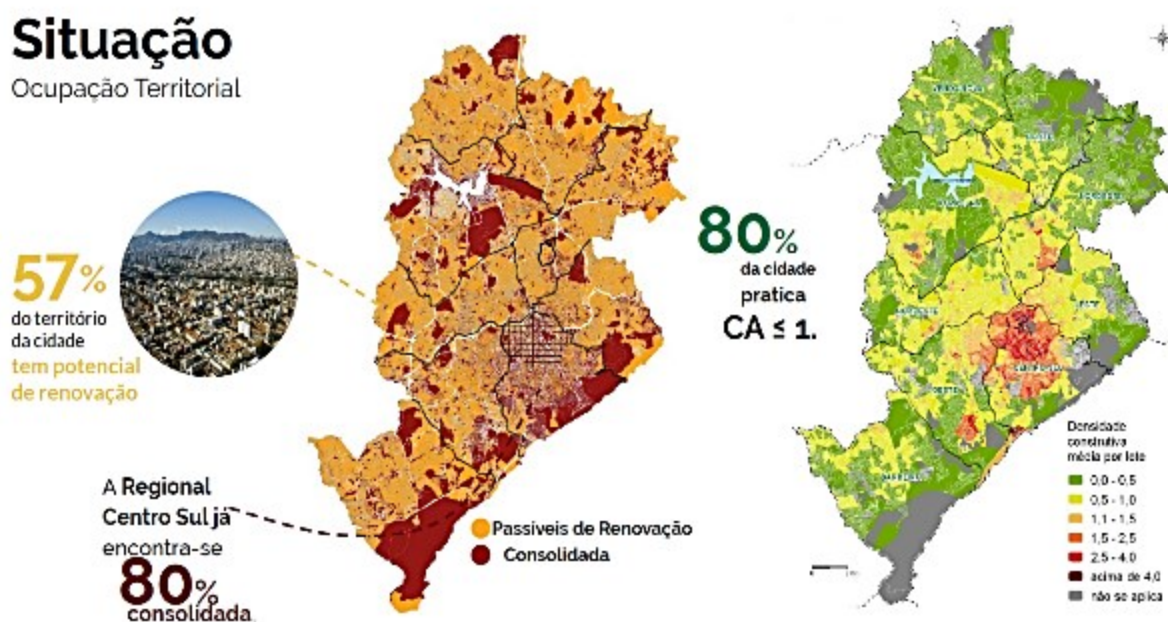 Situação
Ocupação Territorial
57%
do território
da cidade
tem potencial
de renovação
A Regional
Centro Sul já
encontra-se
80%
consolidada
Passíveis de Renovação
Consolidada
80%
da cidade
pratica
CA ≤ 1.
OESTE
Densidade
construtiva
média por lote
0,0 - 0,5
0,5 - 1,0
1,1 - 1,5
1,5 - 2,5
2,5 - 4,0
acima de 4,0
não se aplica